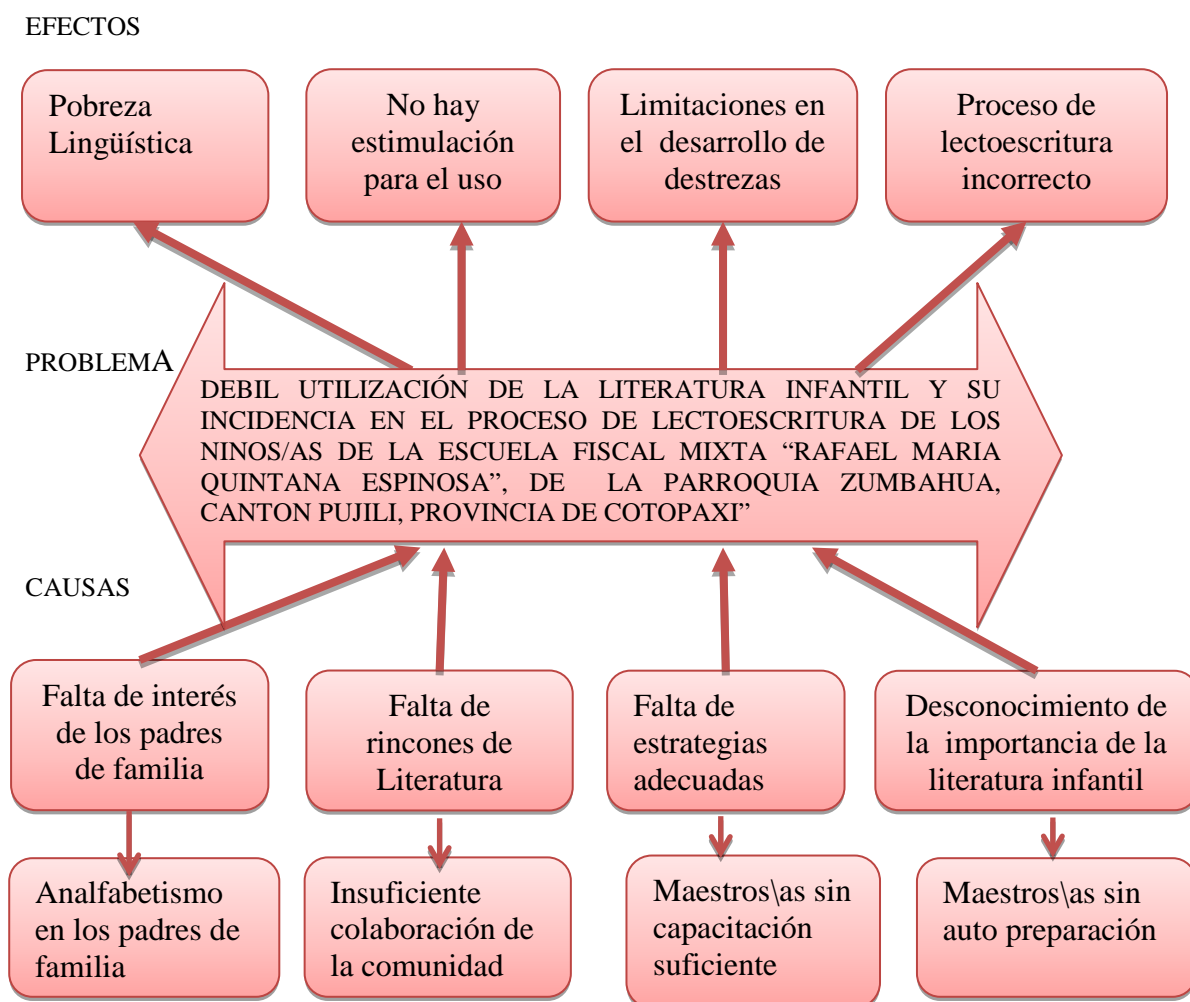 EFECTOS
Pobreza
Lingüística
No hay
estimulación
para el uso
Limitaciones en
el desarrollo de
destrezas
Proceso de
lectoescritura
incorrecto
PROBLEMA
DEBIL UTILIZACIÓN DE LA LITERATURA INFANTIL Y SU
INCIDENCIA EN EL PROCESO DE LECTOESCRITURA DE LOS
NINOS/AS DE LA ESCUELA FISCAL MIXTA “RAFAEL MARIA
QUINTANA ESPINOSA”, DE LA PARROQUIA ZUMBAHUA,
CANTON PUJILI, PROVINCIA DE COTOPAXI”
CAUSAS
Falta de interés
de los padres
de familia
Falta de
rincones de
Literatura
Falta de
estrategias
adecuadas
Desconocimiento de
la importancia de la
literatura infantil
Analfabetismo
en los padres de
familia
Insuficiente
colaboración de
la comunidad
Maestros\as sin
capacitación
suficiente
Maestros\as sin
auto preparación